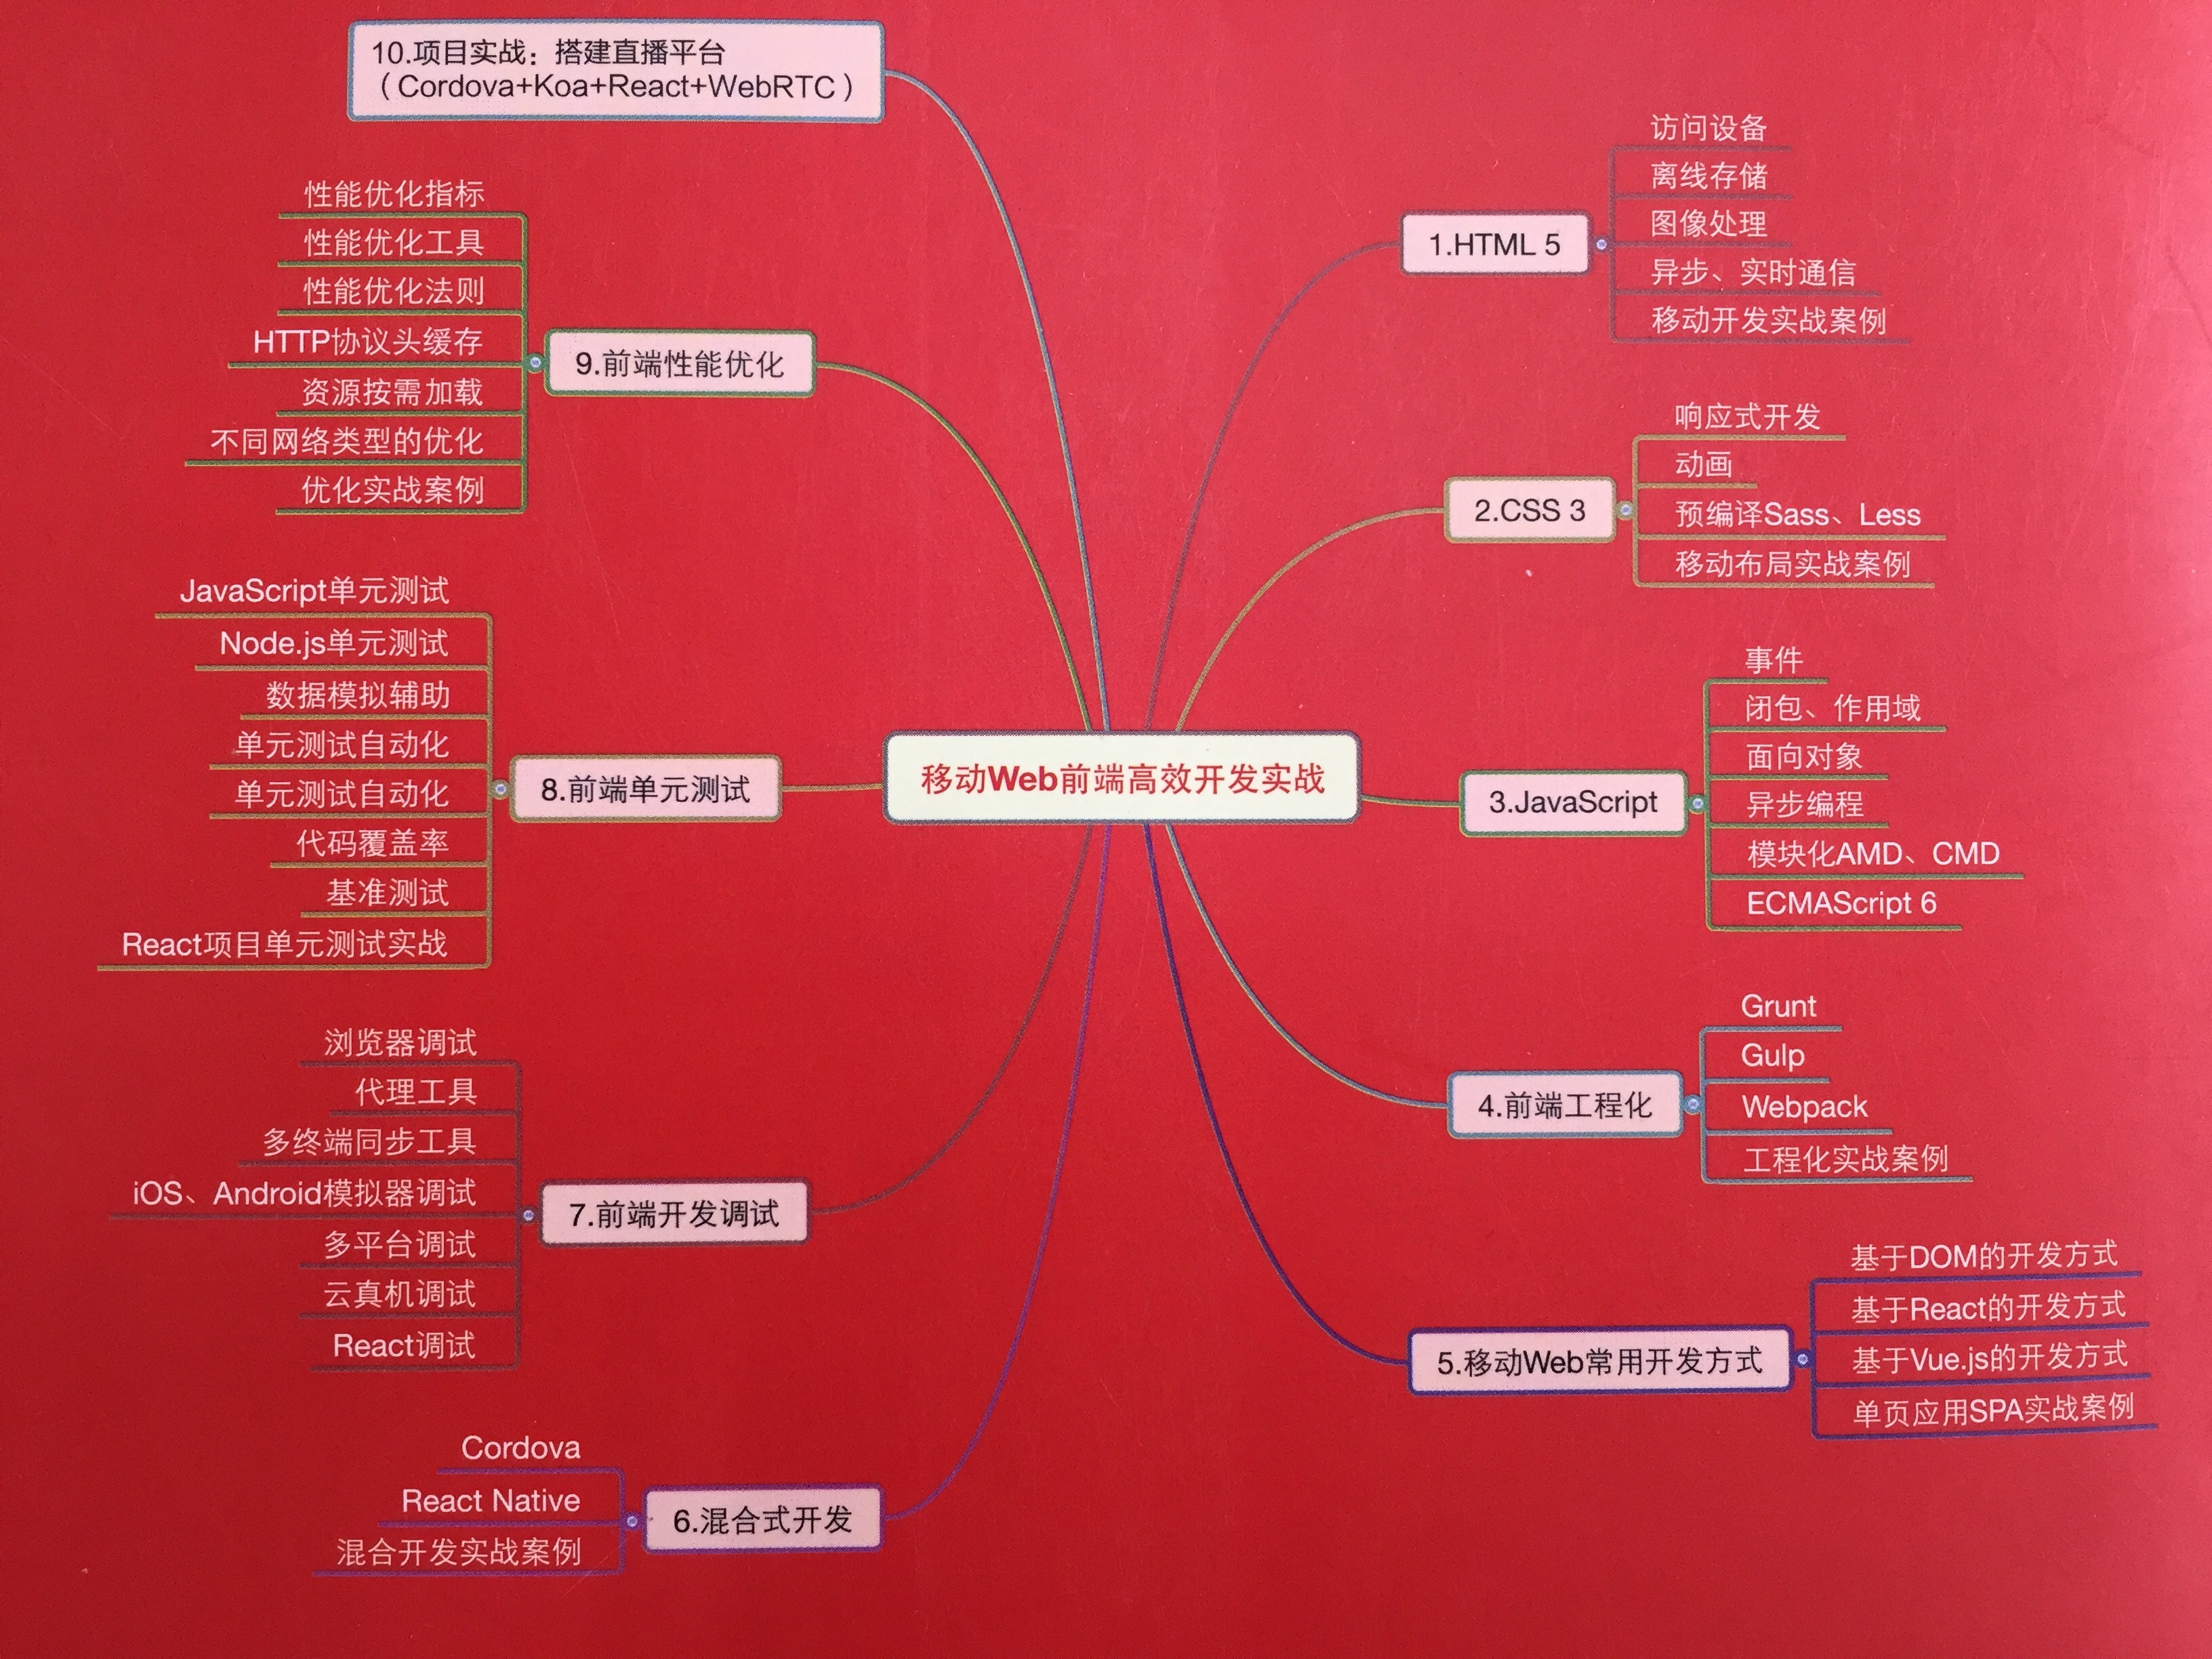 移动Web前端高效开发实战
1.HTML 5
访问设备
离线存储
图像处理
异步、实时通信
移动开发实战案例
2.CSS 3
响应式开发
动画
预编译Sass、Less
移动布局实战案例
3.JavaScript
事件
闭包、作用域
面向对象
异步编程
模块化AMD、CMD
ECMAScript 6
4.前端工程化
Grunt
Gulp
Webpack
工程化实战案例
5.移动Web常用开发方式
基于DOM的开发方式
基于React的开发方式
基于Vue.js的开发方式
单页应用SPA实战案例
6.混合式开发
Cordova
React Native
混合开发实战案例
7.前端开发调试
浏览器调试
代理工具
多终端同步工具
iOS、Android模拟器调试
多平台调试
云真机调试
React调试
8.前端单元测试
JavaScript单元测试
Node.js单元测试
数据模拟辅助
单元测试自动化
单元测试自动化
代码覆盖率
基准测试
React项目单元测试实战
9.前端性能优化
性能优化指标
性能优化工具
性能优化法则
HTTP协议头缓存
资源按需加载
不同网络类型的优化
优化实战案例
10.项目实战：搭建直播平台
（Cordova+Koa+React+WebRTC）